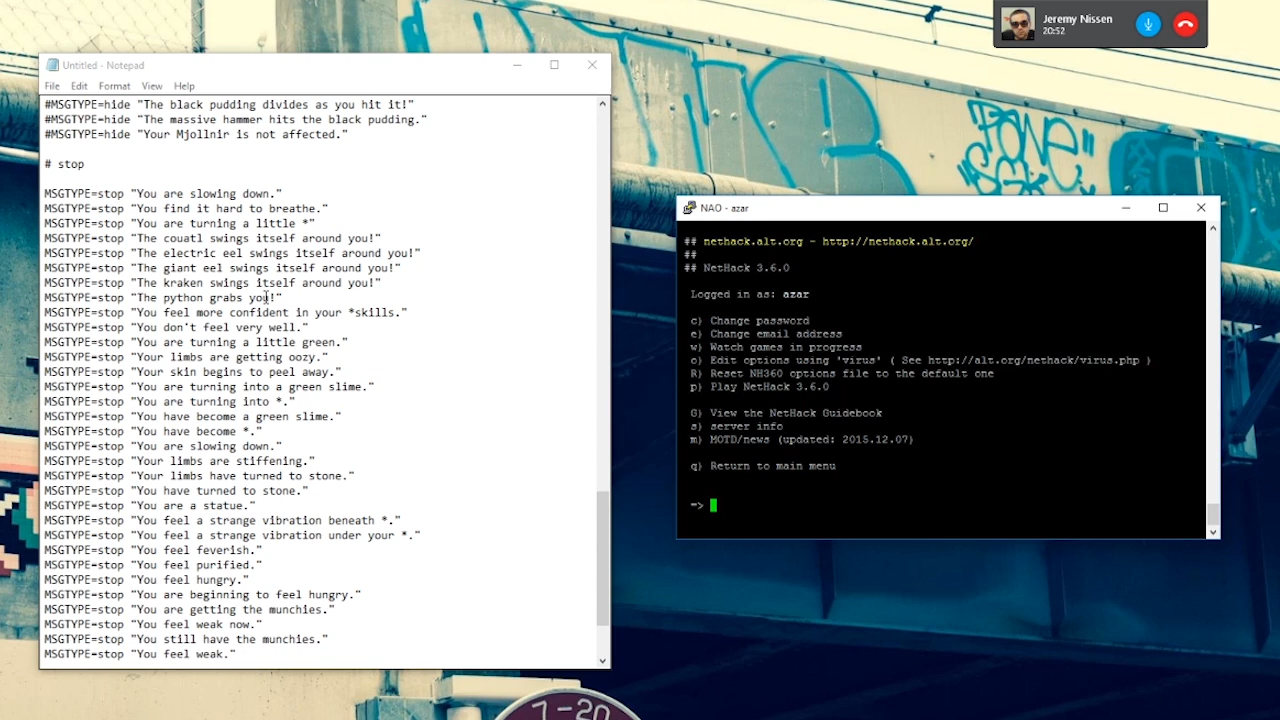 Untitled - Notepad
File Edit Format View Help
#MSGTYPE=hide "The black pudding divides as you hit it!"
#MSGTYPE=hide "The massive hammer hits the black pudding."
#MSGTYPE=hide "Your Mjollnir is not affected."
# stop
MSGTYPE=stop "You are slowing down."
MSGTYPE=stop "You find it hard to breathe."
MSGTYPE=stop "You are turning a little *"
MSGTYPE=stop "The couatl swings itself around you!"
MSGTYPE=stop "The electric eel swings itself around you!"
MSGTYPE=stop "The giant eel swings itself around you!"
MSGTYPE=stop "The kraken swings itself around you!"
MSGTYPE=stop "The python grabs you!"
MSGTYPE=stop "You feel more confident in your *skills."
MSGTYPE=stop "You don't feel very well."
MSGTYPE=stop "You are turning a little green."
MSGTYPE=stop "Your limbs are getting oozy."
MSGTYPE=stop "Your skin begins to peel away."
MSGTYPE=stop "You are turning into a green slime."
MSGTYPE=stop "You are turning into *."
MSGTYPE=stop "You have become a green slime."
MSGTYPE=stop "You have become *."
MSGTYPE=stop "You are slowing down."
MSGTYPE=stop "Your limbs are stiffening."
MSGTYPE=stop "Your limbs have turned to stone."
MSGTYPE=stop "You have turned to stone."
MSGTYPE=stop "You are a statue."
MSGTYPE=stop "You feel a strange vibration beneath *."
MSGTYPE=stop "You feel a strange vibration under your *."
MSGTYPE=stop "You feel feverish."
MSGTYPE=stop "You feel purified."
MSGTYPE=stop "You feel hungry."
MSGTYPE=stop "You are beginning to feel hungry."
MSGTYPE=stop "You are getting the munchies."
MSGTYPE=stop "You feel weak now."
MSGTYPE=stop "You still have the munchies."
MSGTYPE=stop "You feel weak."
Jeremy Nissen
20:52
NAO - azar
## nethack.alt.org - http://nethack.alt.org/
##
## NetHack 3.6.0
Logged in as: azar
c) Change password
e) Change email address
w) Watch games in progress
o) Edit options using 'virus' ( See http://alt.org/nethack/virus.php )
R) Reset NH360 options file to the default one
p) Play NetHack 3.6.0
G) View the NetHack Guidebook
s) server info
m) MOTD/news (updated: 2015.12.07)
q) Return to main menu
=>
7-20